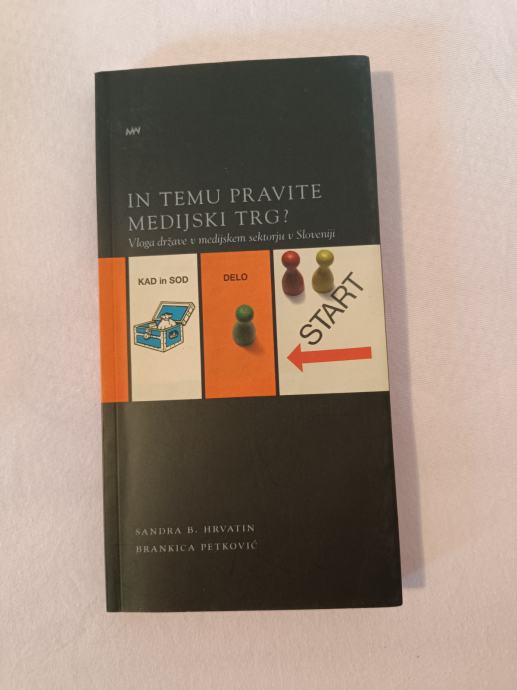 MW
IN TEMU PRAVITE
MEDIJSKI TRG?
Vloga države v medijskem sektorju v Sloveniji
KAD in SOD
DELO
START
SANDRA B. HRVATIN
BRANKICA PETKOVIĆ